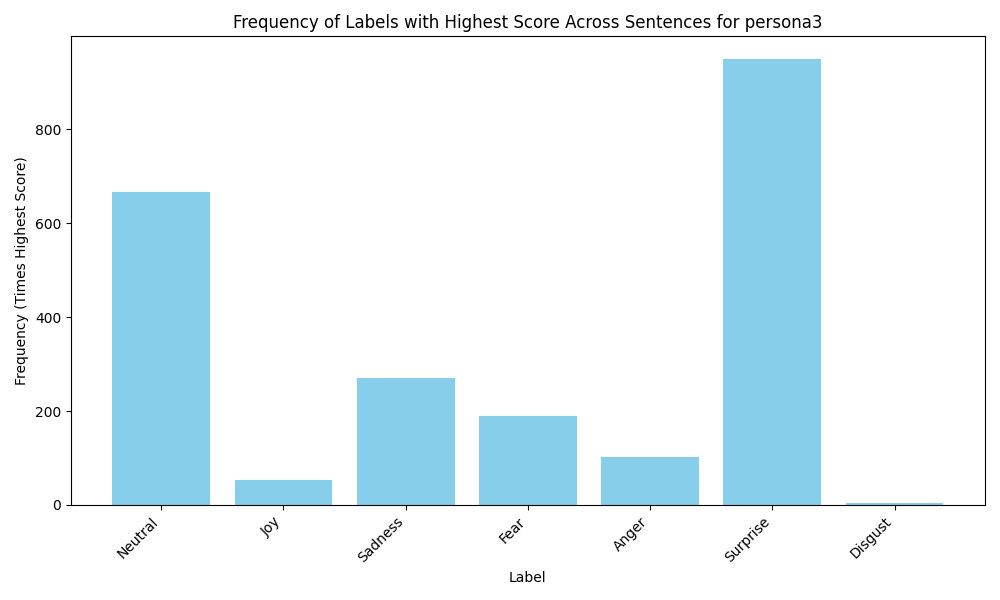 Frequency of Labels with Highest Score Across Sentences for persona3
Frequency (Times Highest Score)
800
600
400
200
0
Neutral
Joy
Sadness
Fear
Anger
Surprise
Disgust
Label